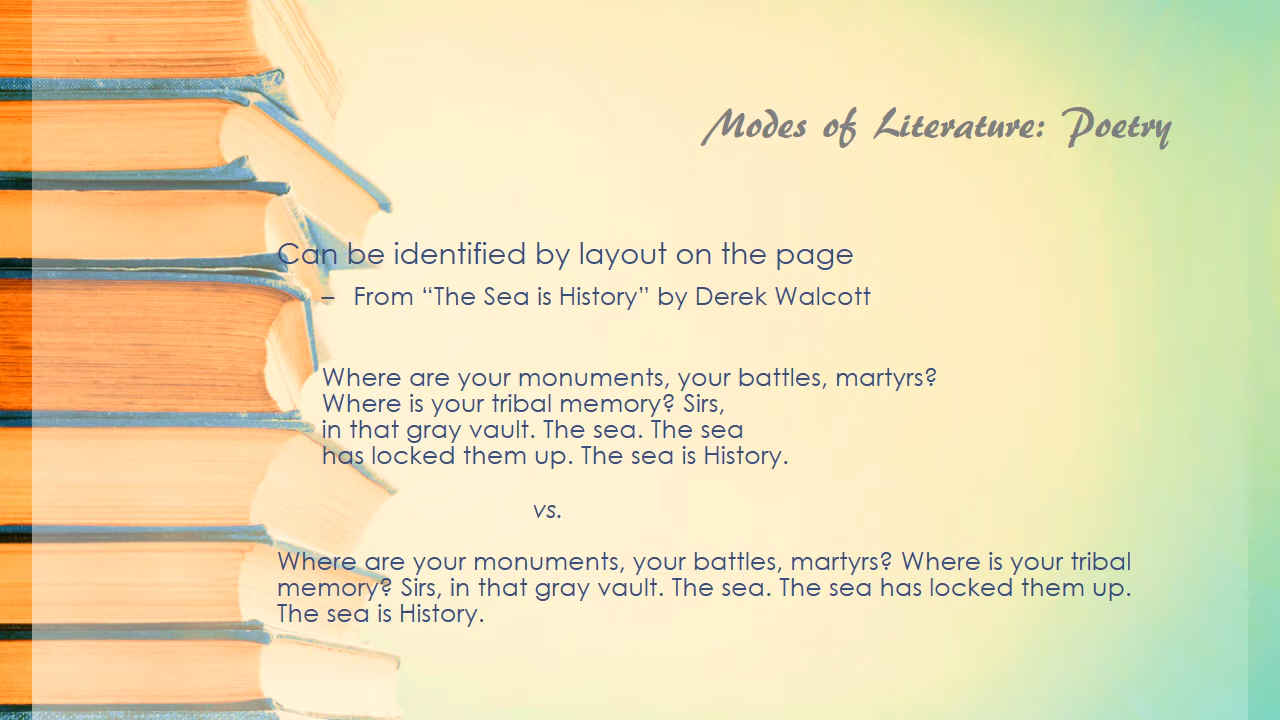 Modes of Literature: Poetry
Can be identified by layout on the page
– From “The Sea is History” by Derek Walcott
Where are your monuments, your battles, martyrs?
Where is your tribal memory? Sirs,
in that gray vault. The sea. The sea
has locked them up. The sea is History.
vs.
Where are your monuments, your battles, martyrs? Where is your tribal
memory? Sirs, in that gray vault. The sea. The sea has locked them up.
The sea is History.